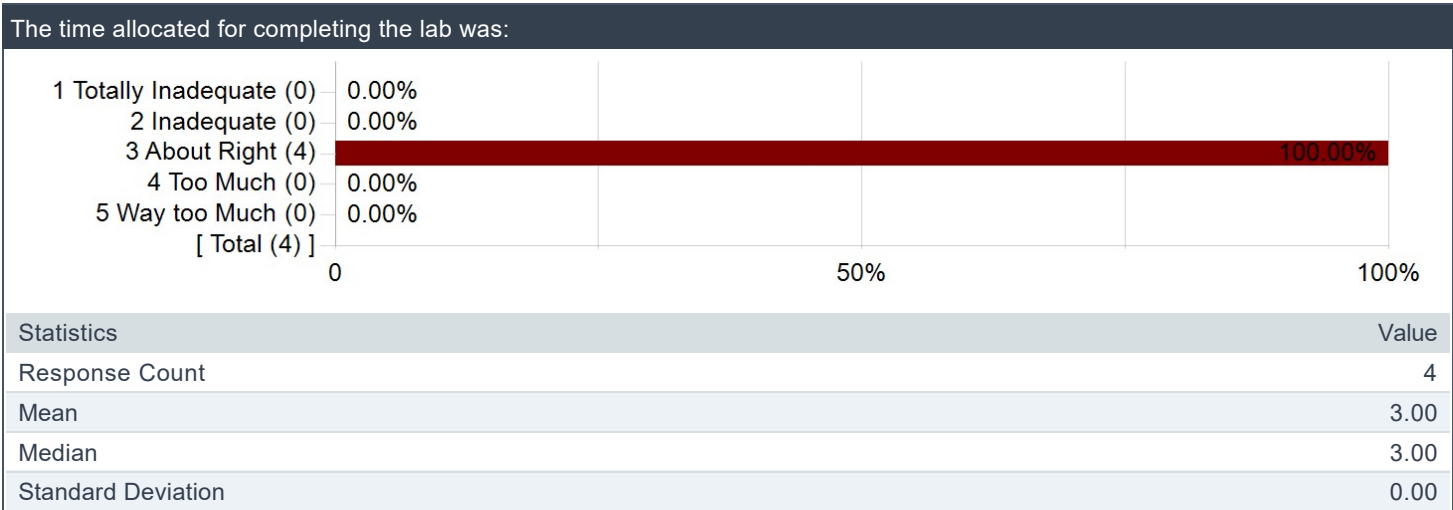 The time allocated for completing the lab was:
1 Totally Inadequate (0) 0.00%
2 Inadequate (0) 0.00%
3 About Right (4) 100.00%
4 Too Much (0) 0.00%
5 Way too Much (0) 0.00%
[ Total (4) ]
0 50% 100%
Statistics Value
Response Count 4
Mean 3.00
Median 3.00
Standard Deviation 0.00